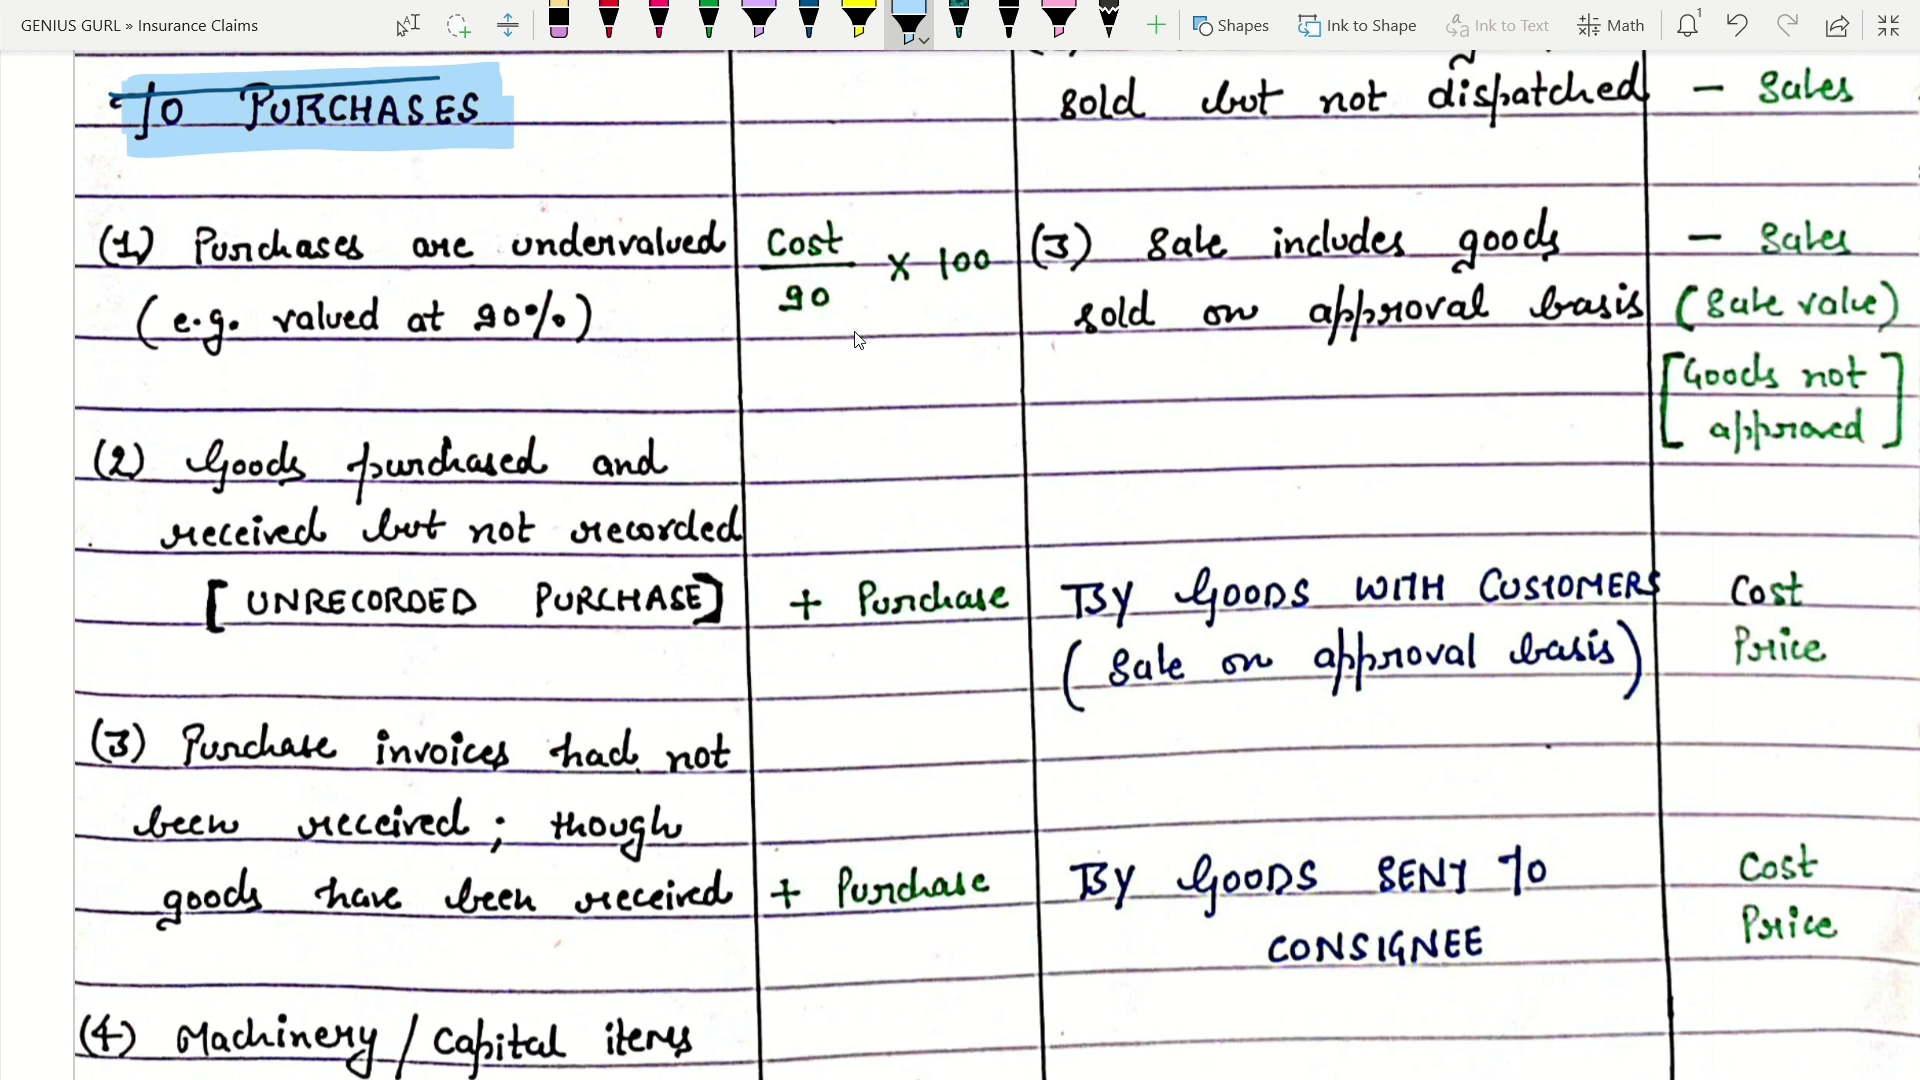 GENIUS GURL » Insurance Claims
Shapes
Ink to Shape
Ink to Text
Math
1
To PURCHASES
(1) Purchases are undervalued
(e.g. valued at 90%)
Cost
90
X 100
(2) Goods purchased and
received but not recorded
[UNRECORDED PURCHASE]
+ Purchase
(3) Purchase invoices had not
been received; though
goods have been received
+ Purchase
(4) Machinery / Capital items
sold but not dispatched
- Sales
(3) Sale includes goods
sold on approval basis
- Sales
(Sale value)
[Goods not
approved]
By GOODS WITH CUSTOMERS
(Sale on approval basis)
Cost
Price
By GOODS SENT TO
CONSIGNEE
Cost
Price